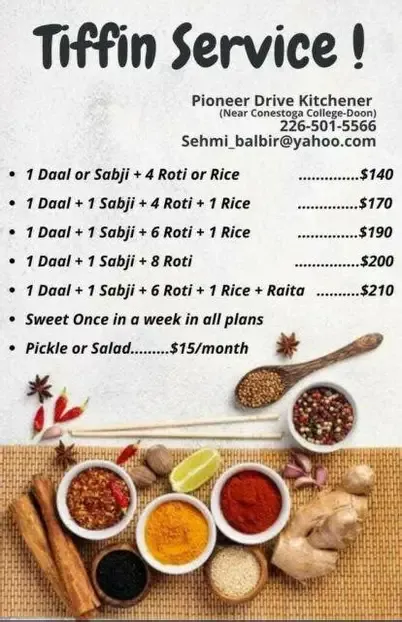 Tiffin Service !
Pioneer Drive Kitchener
(Near Conestoga College-Doon)
226-501-5566
Sehmi_balbir@yahoo.com
• 1 Daal or Sabji + 4 Roti or Rice ..............$140
• 1 Daal + 1 Sabji + 4 Roti + 1 Rice ..............$170
• 1 Daal + 1 Sabji + 6 Roti + 1 Rice ..............$190
• 1 Daal + 1 Sabji + 8 Roti ..............$200
• 1 Daal + 1 Sabji + 6 Roti + 1 Rice + Raita ..........$210
• Sweet Once in a week in all plans
• Pickle or Salad.........$15/month